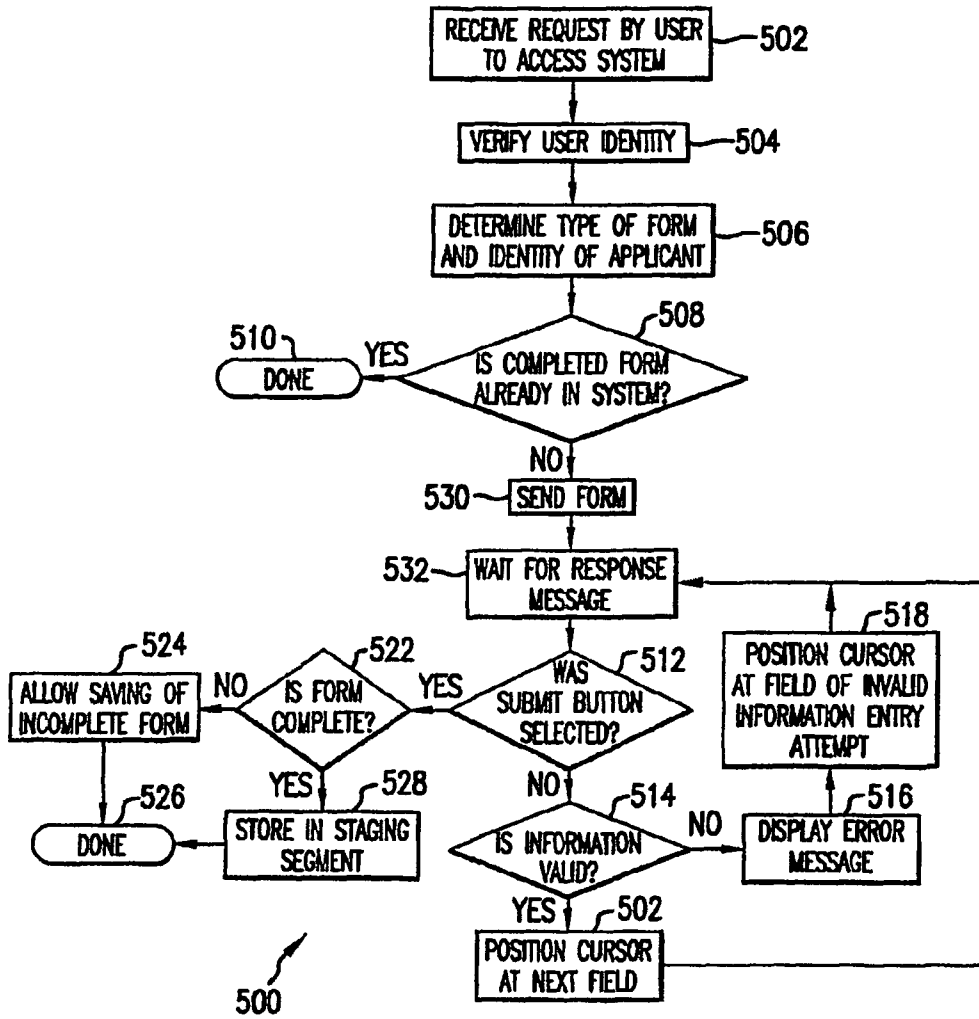 RECEIVE REQUEST BY USER
TO ACCESS SYSTEM
502
VERIFY USER IDENTITY
504
DETERMINE TYPE OF FORM
AND IDENTITY OF APPLICANT
506
508
510
YES
DONE
IS COMPLETED FORM
ALREADY IN SYSTEM?
NO
530
SEND FORM
532
WAIT FOR RESPONSE
MESSAGE
518
POSITION CURSOR
AT FIELD OF INVALID
INFORMATION ENTRY
ATTEMPT
524
ALLOW SAVING OF
INCOMPLETE FORM
NO
522
IS FORM
COMPLETE?
YES
512
WAS
SUBMIT BUTTON
SELECTED?
YES
528
NO
514
516
526
DONE
STORE IN STAGING
SEGMENT
IS INFORMATION
VALID?
NO
DISPLAY ERROR
MESSAGE
YES
502
POSITION CURSOR
AT NEXT FIELD
500